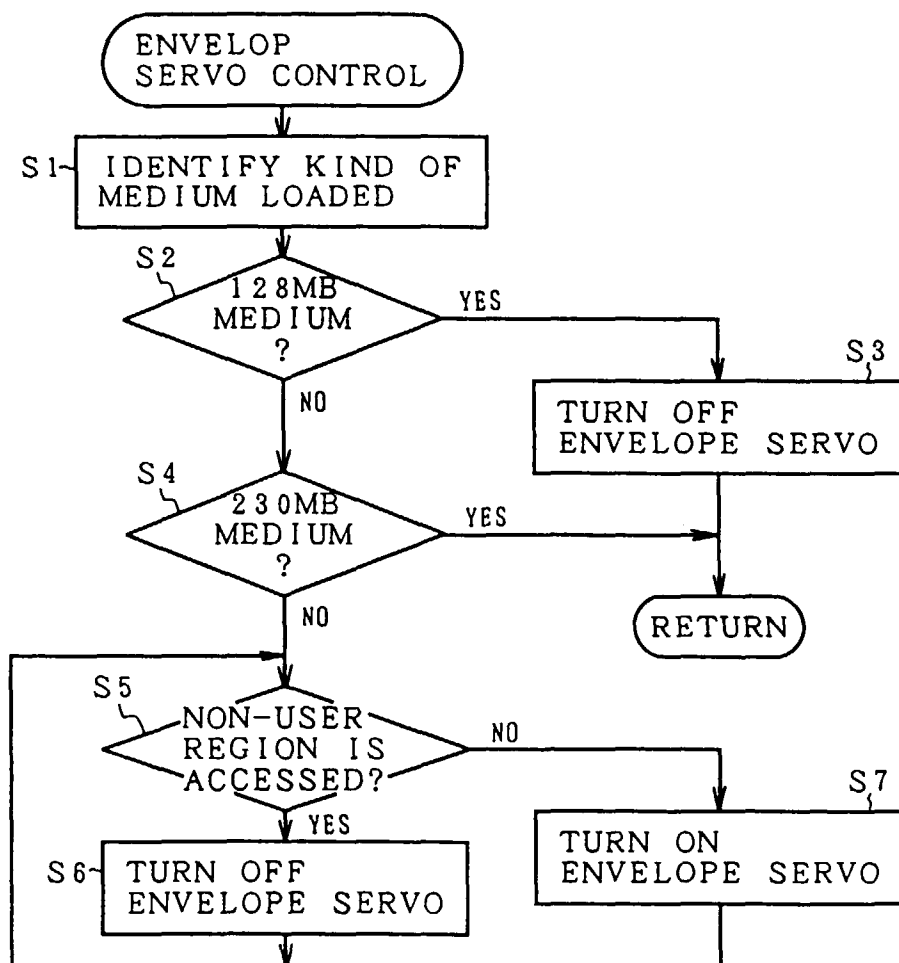 ENVELOP
SERVO CONTROL
S1
IDENTIFY KIND OF
MEDIUM LOADED
S2
128MB
MEDIUM
?
YES
NO
S3
TURN OFF
ENVELOPE SERVO
S4
230MB
MEDIUM
?
YES
NO
RETURN
S5
NON-USER
REGION IS
ACCESSED?
NO
YES
S6
TURN OFF
ENVELOPE SERVO
S7
TURN ON
ENVELOPE SERVO